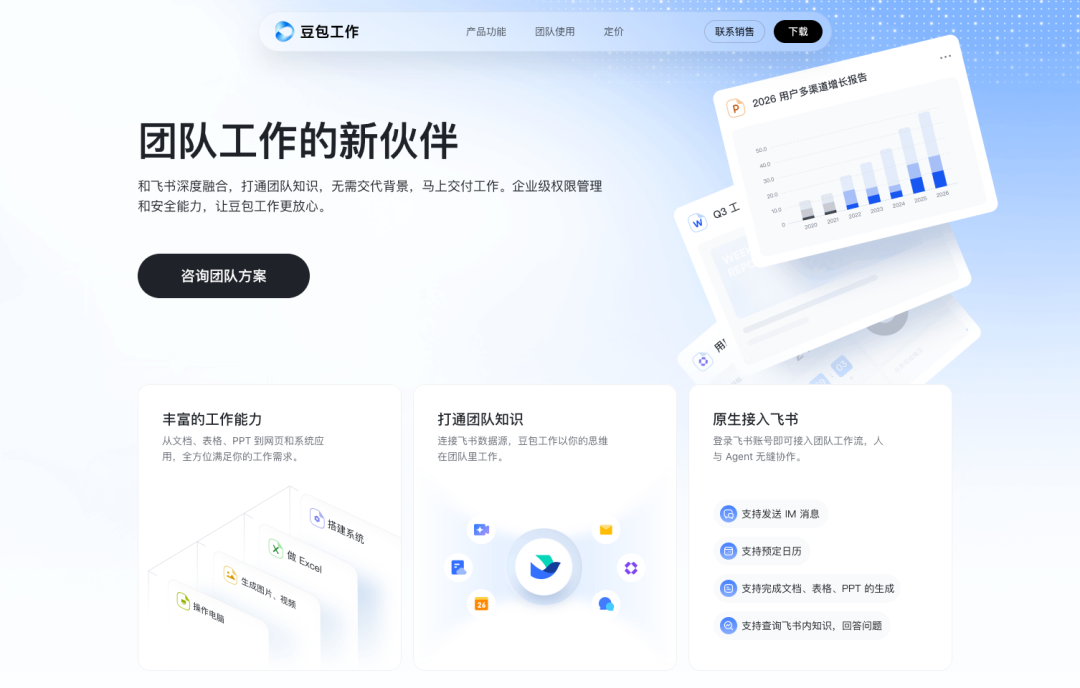 豆包工作
产品功能
团队使用
定价
联系销售
下载
团队工作的新伙伴
和飞书深度融合，打通团队知识，无需交代背景，马上交付工作。企业级权限管理
和安全能力，让豆包工作更放心。
咨询团队方案
2026 用户多渠道增长报告
50.0
40.0
30.0
20.0
10.0
0
2020
2021
2022
2023
2024
2025
2026
Q3 工
丰富的工作能力
从文档、表格、PPT 到网页和系统应
用，全方位满足你的工作需求。
搭建系统
做 Excel
生成图片、视频
操作电脑
打通团队知识
连接飞书数据源，豆包工作以你的思维
在团队里工作。
26
原生接入飞书
登录飞书账号即可接入团队工作流，人
与 Agent 无缝协作。
支持发送 IM 消息
支持预定日历
支持完成文档、表格、PPT 的生成
支持查询飞书内知识，回答问题